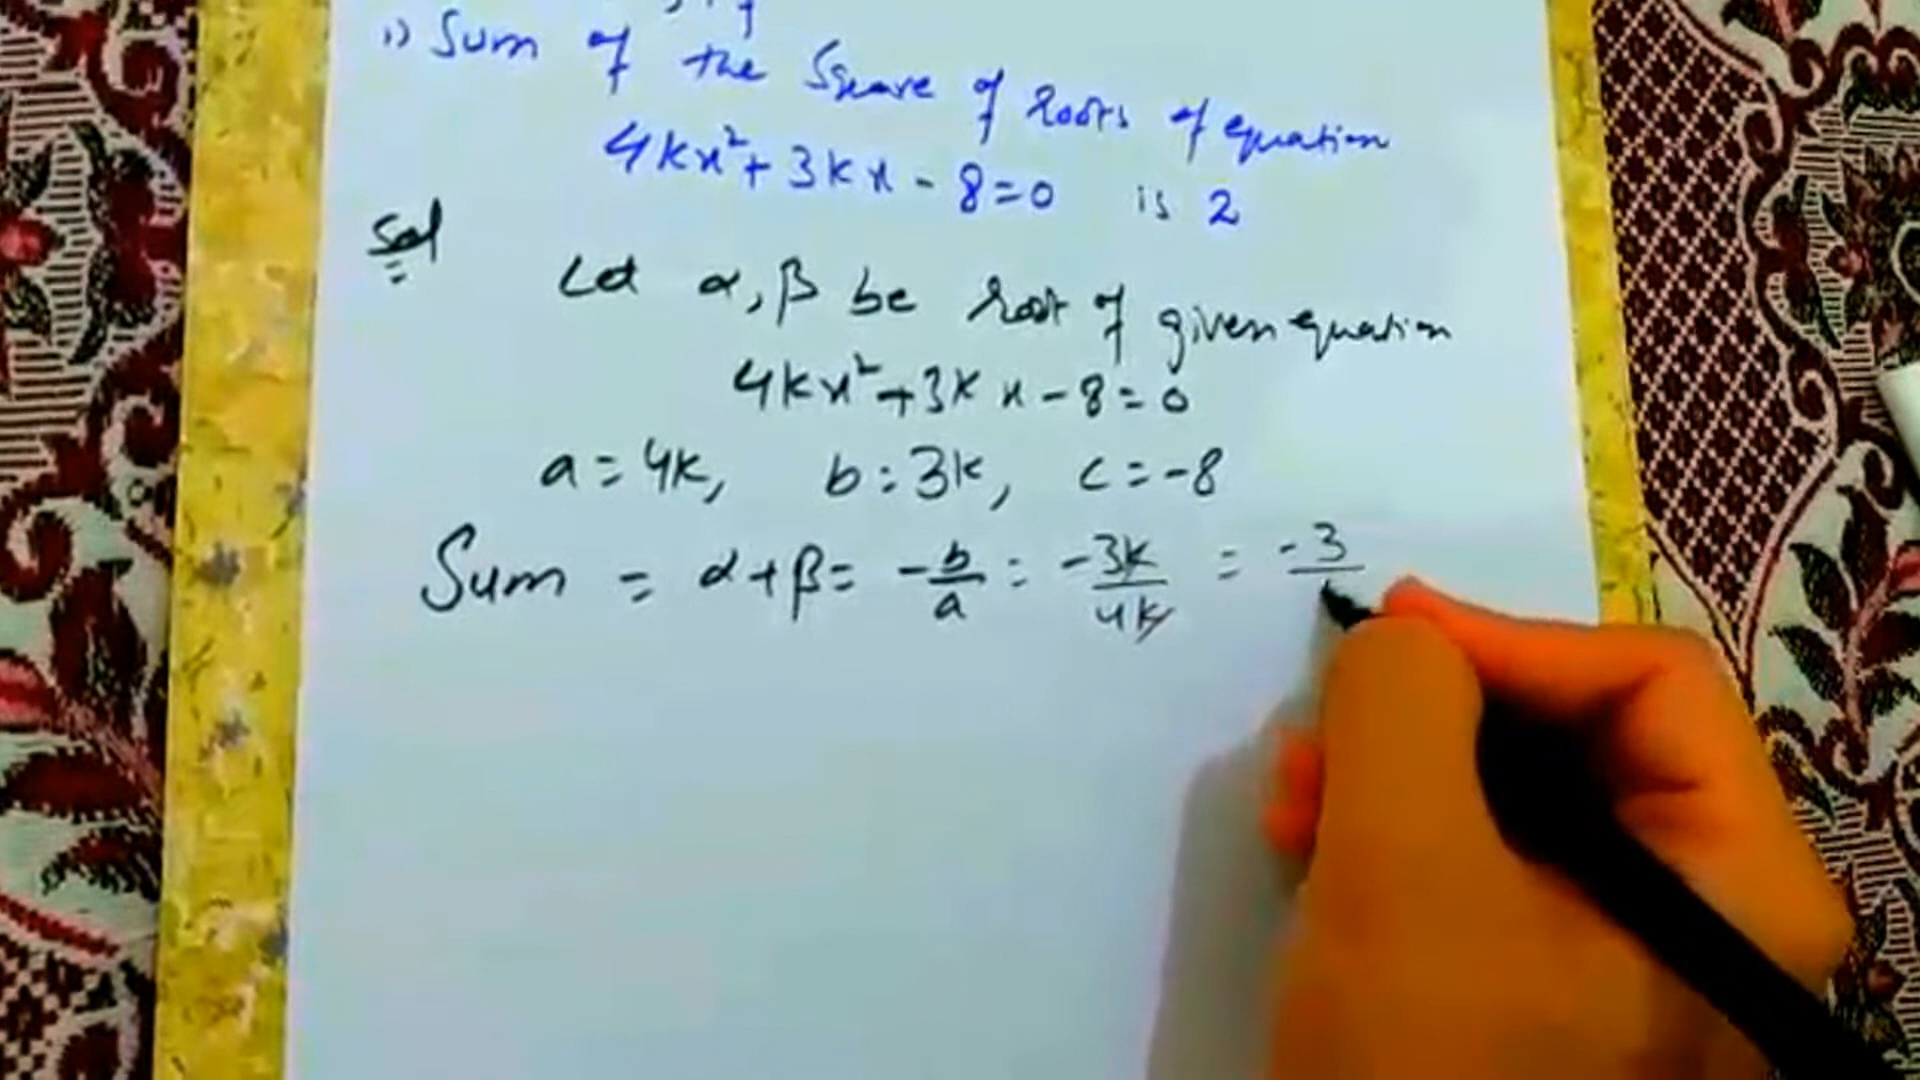 i) Sum of the Square of roots of equation
4kx²+3kx-8=0 is 2
Sol
Let α, β be root of given equation
4kx²+3kx-8=0
a=4k, b=3k, c=-8
Sum = α+β= -b/a = -3k/4k = -3/